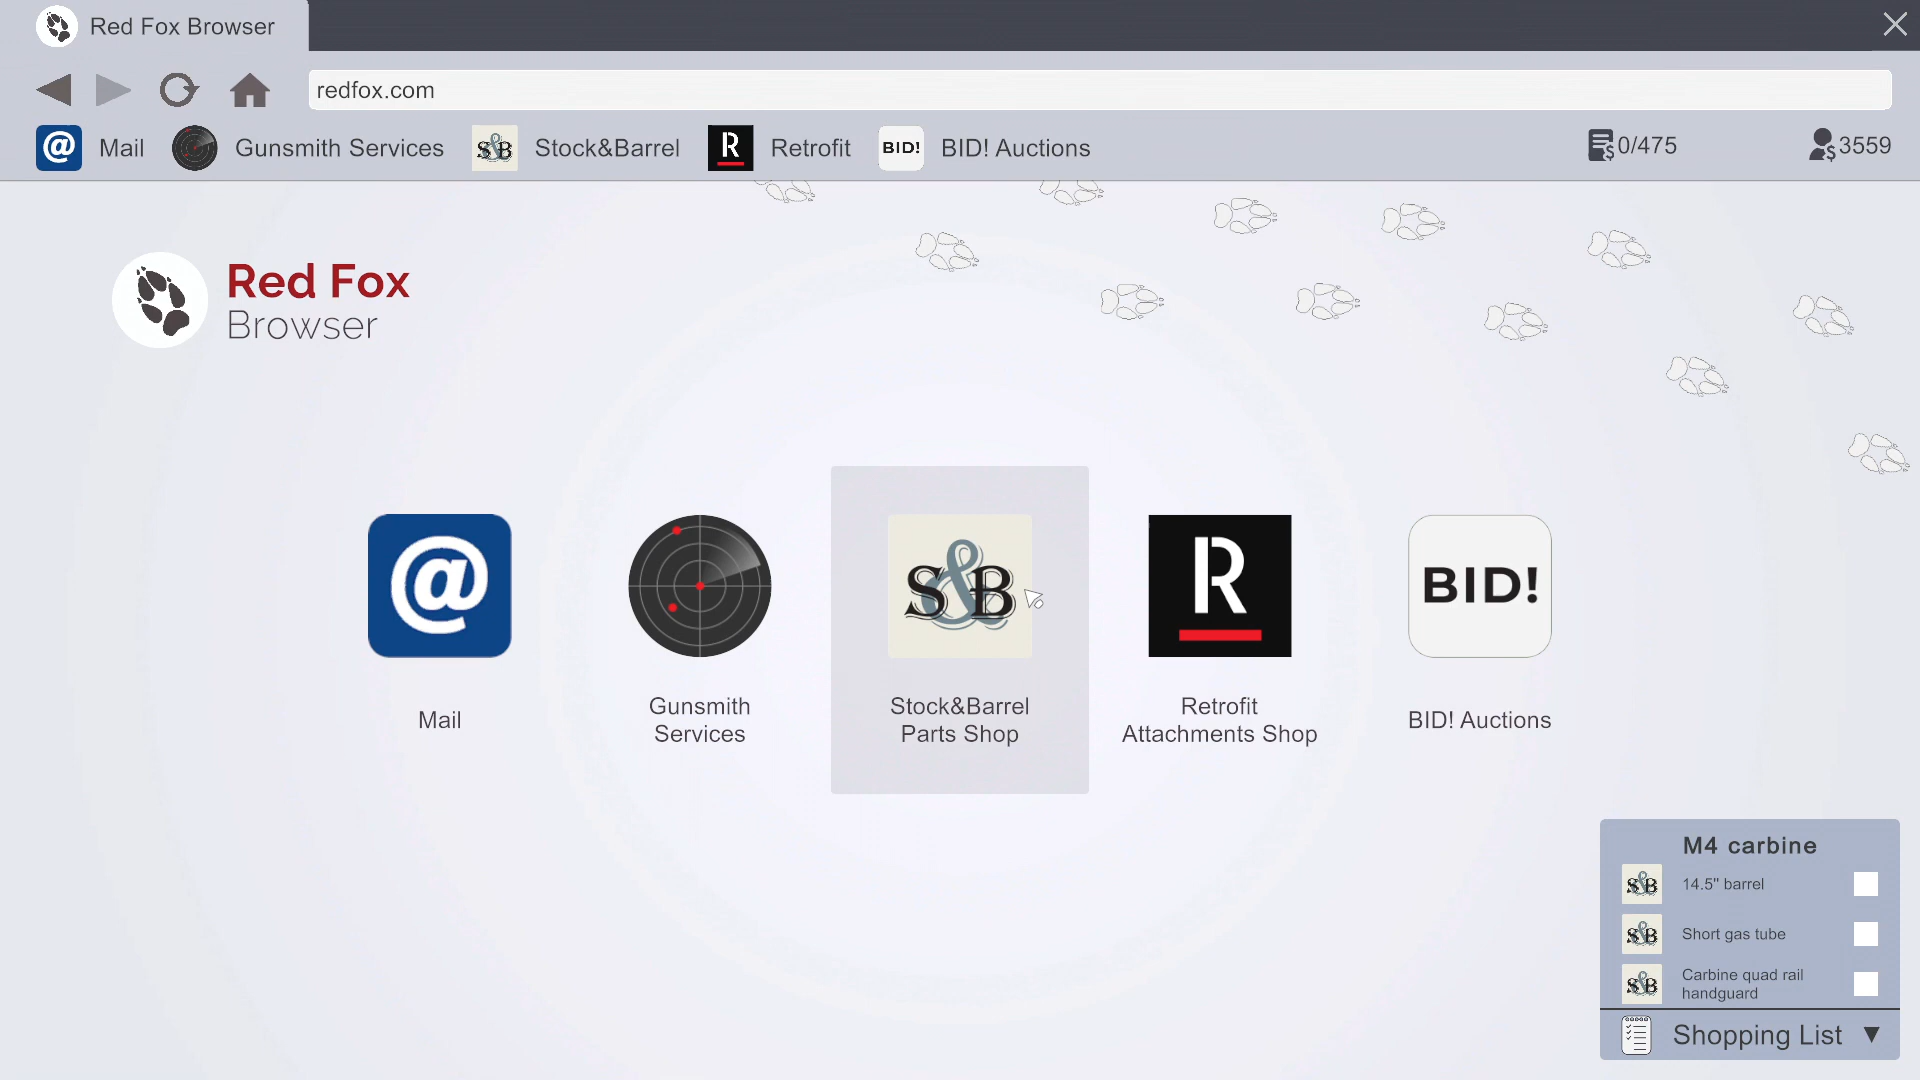 Red Fox Browser
redfox.com
@ Mail
Gunsmith Services
S&B Stock&Barrel
R Retrofit
BID! BID! Auctions
0/475
3559
Red Fox
Browser
@
S&B
R
BID!
Mail
Gunsmith
Services
Stock&Barrel
Parts Shop
Retrofit
Attachments Shop
BID! Auctions
M4 carbine
S&B 14.5" barrel
S&B Short gas tube
S&B Carbine quad rail
handguard
Shopping List